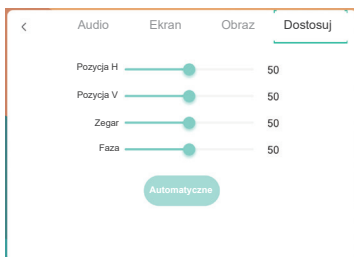 Audio Ekran Obraz Dostosuj
Pozycja H 50
Pozycja V 50
Zegar 50
Faza 50
Automatyczne